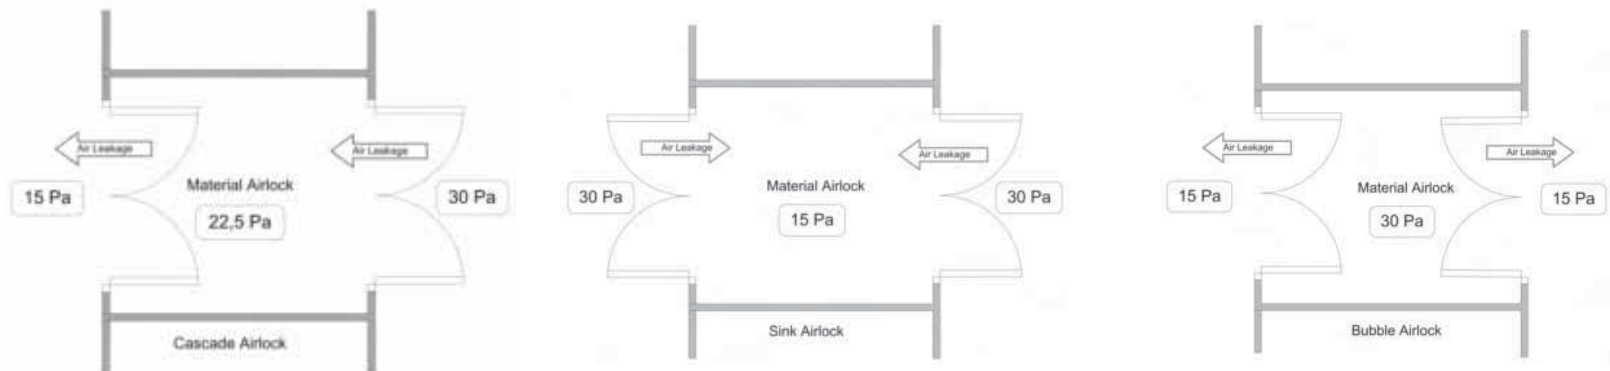 Air Leakage
Air Leakage
15 Pa
Material Airlock
30 Pa
22,5 Pa
Cascade Airlock
Air Leakage
Air Leakage
30 Pa
Material Airlock
30 Pa
15 Pa
Sink Airlock
Air Leakage
Air Leakage
15 Pa
Material Airlock
15 Pa
30 Pa
Bubble Airlock